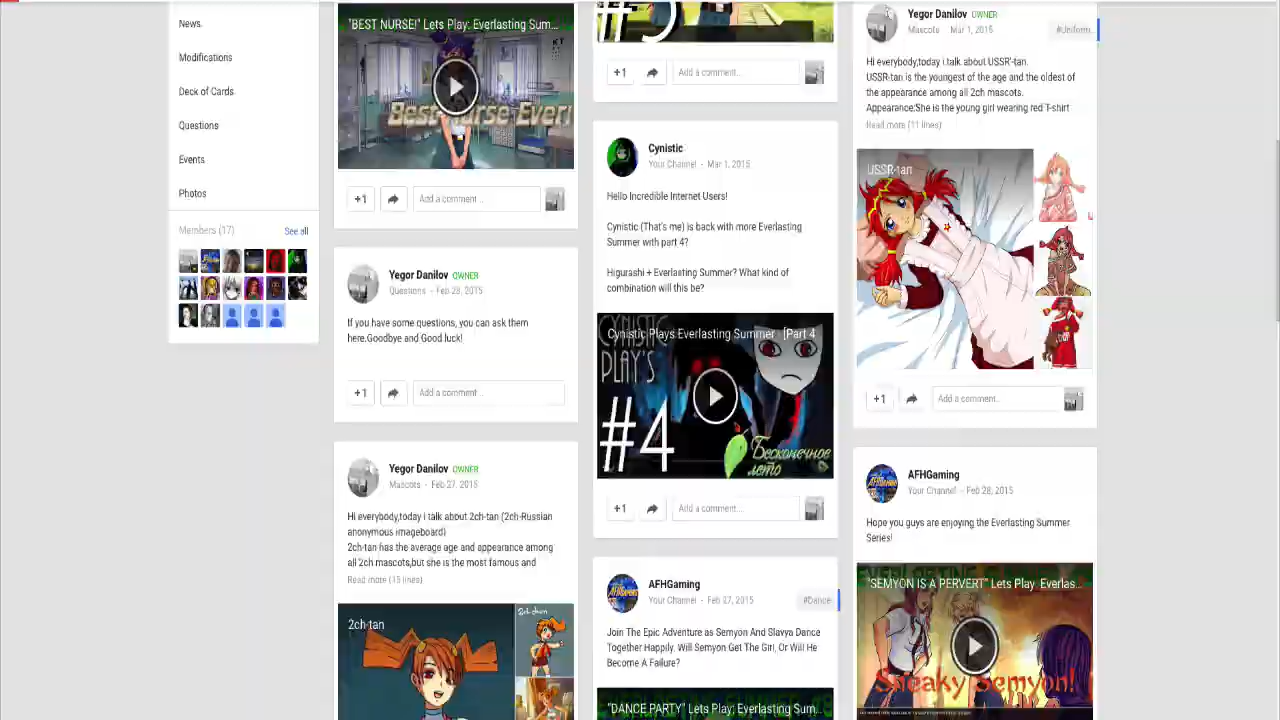 News
Modifications
Deck of Cards
Questions
Events
Photos
Members (17)
See all
"BEST NURSE!" Lets Play: Everlasting Sum...
+1
Add a comment...
Yegor Danilov OWNER
Questions - Feb 28, 2015
If you have some questions, you can ask them
here.Goodbye and Good luck!
+1
Add a comment...
Yegor Danilov OWNER
Mascots - Feb 27, 2015
Hi everybody,today i talk about 2ch-tan (2ch-Russian
anonymous imageboard)
2ch-tan has the average age and appearance among
all 2ch mascots,but she is the most famous and
Read more (15 lines)
2ch-tan
+1
Add a comment...
Cynistic
Your Channel - Mar 1, 2015
Hello Incredible Internet Users!
Cynistic (That's me) is back with more Everlasting
Summer with part 4?
Higurashi + Everlasting Summer? What kind of
combination will this be?
Cynistic Plays Everlasting Summer - [Part 4
CYNISTIC
PLAY'S
#4
Бесконечное
лето
+1
Add a comment...
AFHGaming
Your Channel - Feb 27, 2015
#Dance
Join The Epic Adventure as Semyon And Slavya Dance
Together Happily. Will Semyon Get The Girl, Or Will He
Become A Failure?
"DANCE PARTY" Lets Play: Everlasting Sum...
Yegor Danilov OWNER
Mascots - Mar 1, 2015
#Uniform...
Hi everybody,today i talk about USSR-tan.
USSR-tan is the youngest of the age and the oldest of
the appearance among all 2ch mascots.
Appearance:She is the young girl wearing red T-shirt
Read more (11 lines)
USSR-tan
+1
Add a comment...
AFHGaming
Your Channel - Feb 28, 2015
Hope you guys are enjoying the Everlasting Summer
Series!
"SEMYON IS A PERVERT" Lets Play: Everlas...
Sneaky Semyon!